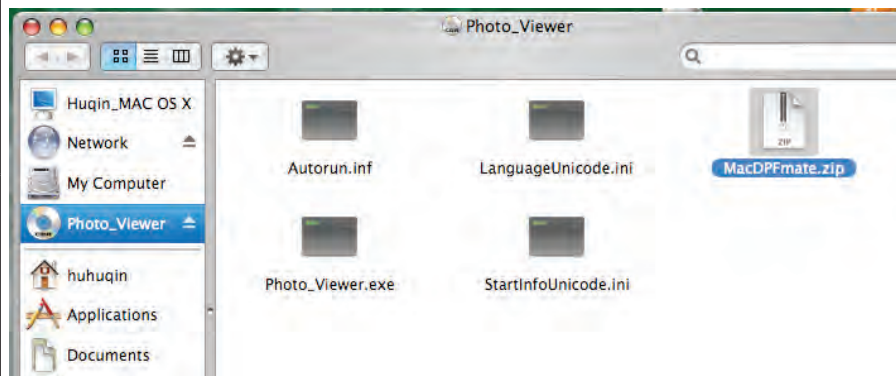 Photo_Viewer
Huqin_MAC OS X
Network
My Computer
Photo_Viewer
huhuqin
Applications
Documents
Autorun.inf
LanguageUnicode.ini
ZIP
MacDPFmate.zip
Photo_Viewer.exe
StartInfoUnicode.ini